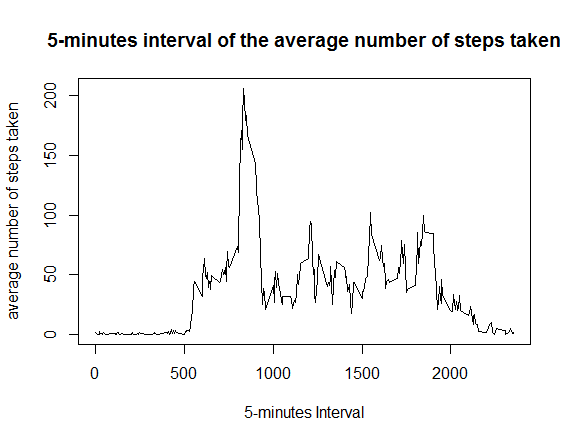 5-minutes interval of the average number of steps taken
average number of steps taken
200
150
100
50
0
0 500 1000 1500 2000
5-minutes Interval